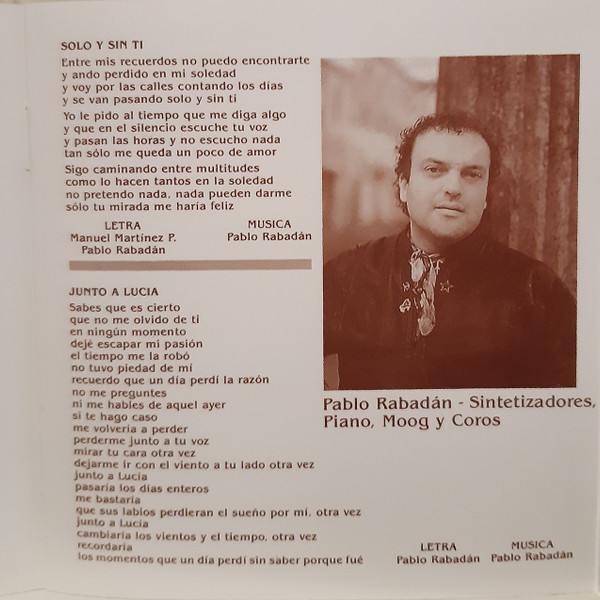 SOLO Y SIN TI
Entre mis recuerdos no puedo encontrarte
y ando perdido en mi soledad
y voy por las calles contando los días
y se van pasando solo y sin ti
Yo le pido al tiempo que me diga algo
y que en el silencio escuche tu voz
y pasan las horas y no escucho nada
tan sólo me queda un poco de amor
Sigo caminando entre multitudes
como lo hacen tantos en la soledad
no pretendo nada, nada pueden darme
sólo tu mirada me haría feliz
LETRA MUSICA
Manuel Martínez P. Pablo Rabadán
Pablo Rabadán
JUNTO A LUCIA
Sabes que es cierto
que no me olvido de ti
en ningún momento
dejé escapar mi pasión
el tiempo me la robó
no tuvo piedad de mí
recuerdo que un día perdí la razón
no me preguntes
ni me hables de aquel ayer
si te hago caso
me volvería a perder
perderme junto a tu voz
mirar tu cara otra vez
dejarme ir con el viento a tu lado otra vez
junto a Lucía
pasaría los días enteros
me bastaría
que sus labios perdieran el sueño por mí, otra vez
junto a Lucía
cambiaría los vientos y el tiempo, otra vez
recordaría
los momentos que un día perdí sin saber porque fué
LETRA MUSICA
Pablo Rabadán Pablo Rabadán
Pablo Rabadán - Sintetizadores,
Piano, Moog y Coros